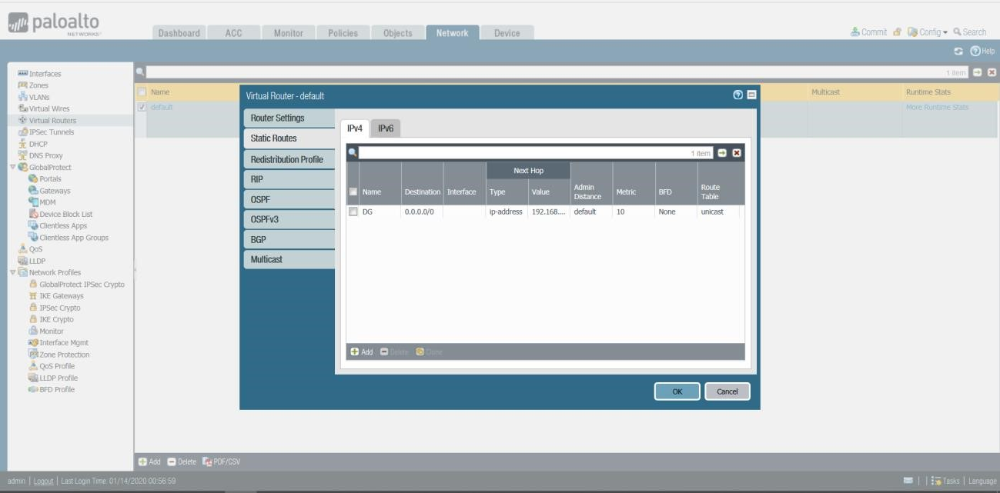 paloalto
NETWORKS
Dashboard ACC Monitor Policies Objects Network Device
Commit Config Search
Help
Interfaces
Zones
VLANs
Virtual Wires
Virtual Routers
IPSec Tunnels
DHCP
DNS Proxy
GlobalProtect
Portals
Gateways
MDM
Device Block List
Clientless Apps
Clientless App Groups
QoS
LLDP
Network Profiles
GlobalProtect IPSec Crypto
IKE Gateways
IPSec Crypto
IKE Crypto
Monitor
Interface Mgmt
Zone Protection
QoS Profile
LLDP Profile
BFD Profile
1 item
Name Multicast Runtime Stats
default More Runtime Stats
Virtual Router - default
Router Settings
Static Routes
Redistribution Profile
RIP
OSPF
OSPFv3
BGP
Multicast
IPv4 IPv6
1 item
Next Hop
Name Destination Interface Type Value Admin Distance Metric BFD Route Table
DG 0.0.0.0/0 ip-address 192.168.... default 10 None unicast
Add Delete Clone
OK Cancel
Add Delete PDF/CSV
admin | Logout | Last Login Time: 01/14/2020 00:56:59
Tasks | Language